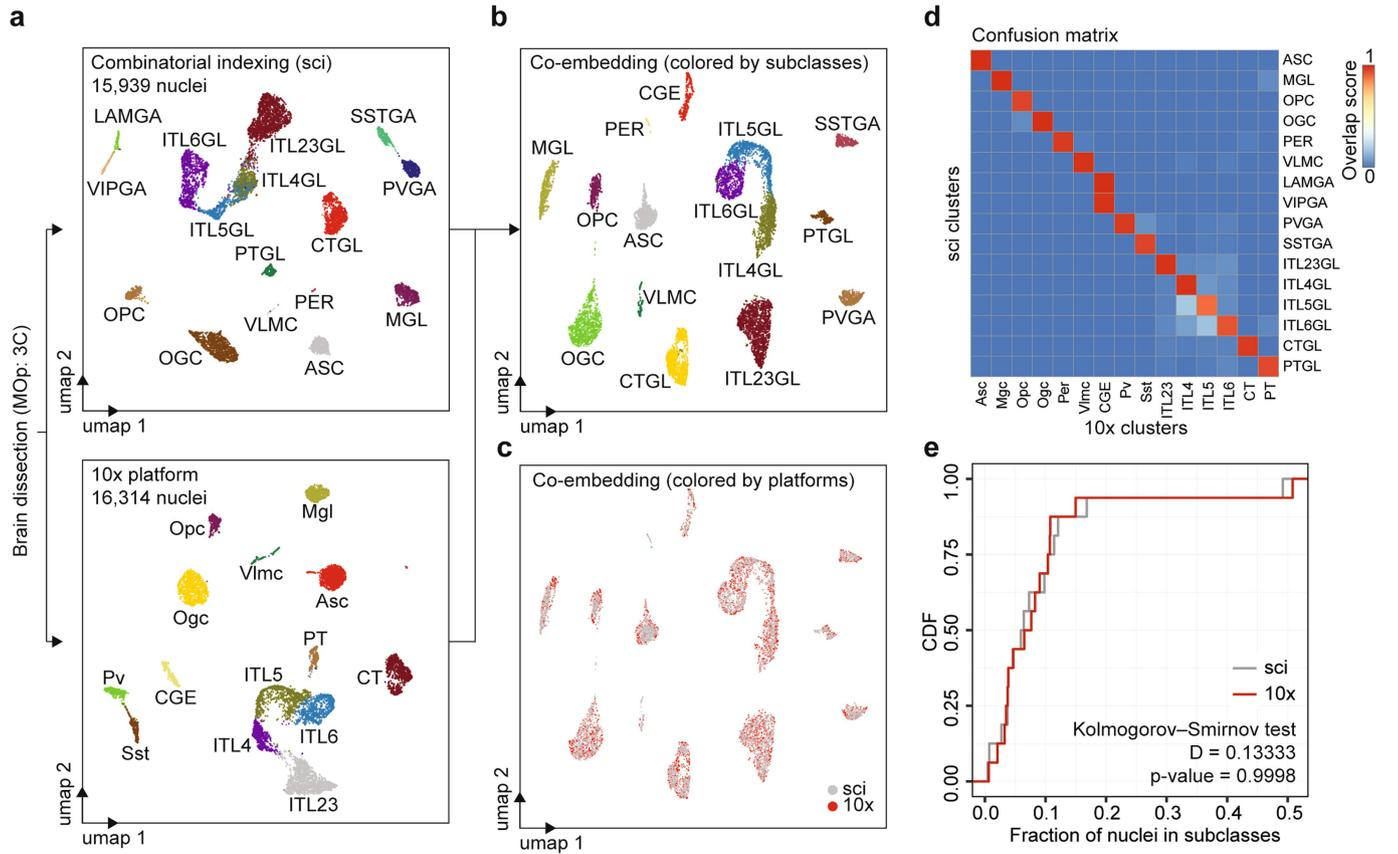 a
Combinatorial indexing (sci)
15,939 nuclei
LAMGA
VIPGA
ITL6GL
ITL23GL
ITL4GL
ITL5GL
SSTGA
PVGA
CTGL
PTGL
OPC
PER
VLMC
MGL
OGC
ASC
umap 2
umap 1
Brain dissection (MOp: 3C)
10x platform
16,314 nuclei
Mgl
Opc
Vlmc
Asc
Ogc
PT
CT
Pv
CGE
ITL5
Sst
ITL4
ITL6
ITL23
umap 2
umap 1
b
Co-embedding (colored by subclasses)
CGE
PER
ITL5GL
SSTGA
MGL
OPC
ASC
ITL6GL
PTGL
ITL4GL
VLMC
PVGA
OGC
CTGL
ITL23GL
umap 2
umap 1
c
Co-embedding (colored by platforms)
sci
10x
umap 2
umap 1
d
Confusion matrix
ASC
MGL
OPC
OGC
PER
VLMC
LAMGA
VIPGA
PVGA
SSTGA
ITL23GL
ITL4GL
ITL5GL
ITL6GL
CTGL
PTGL
sci clusters
Asc
Mgc
Opc
Ogc
Per
Vlmc
CGE
Pv
Sst
ITL23
ITL4
ITL5
ITL6
CT
PT
10x clusters
Overlap score
1
0
e
CDF
1.00
0.75
0.50
0.25
0.00
sci
10x
Kolmogorov–Smirnov test
D = 0.13333
p-value = 0.9998
0.0 0.1 0.2 0.3 0.4 0.5
Fraction of nuclei in subclasses